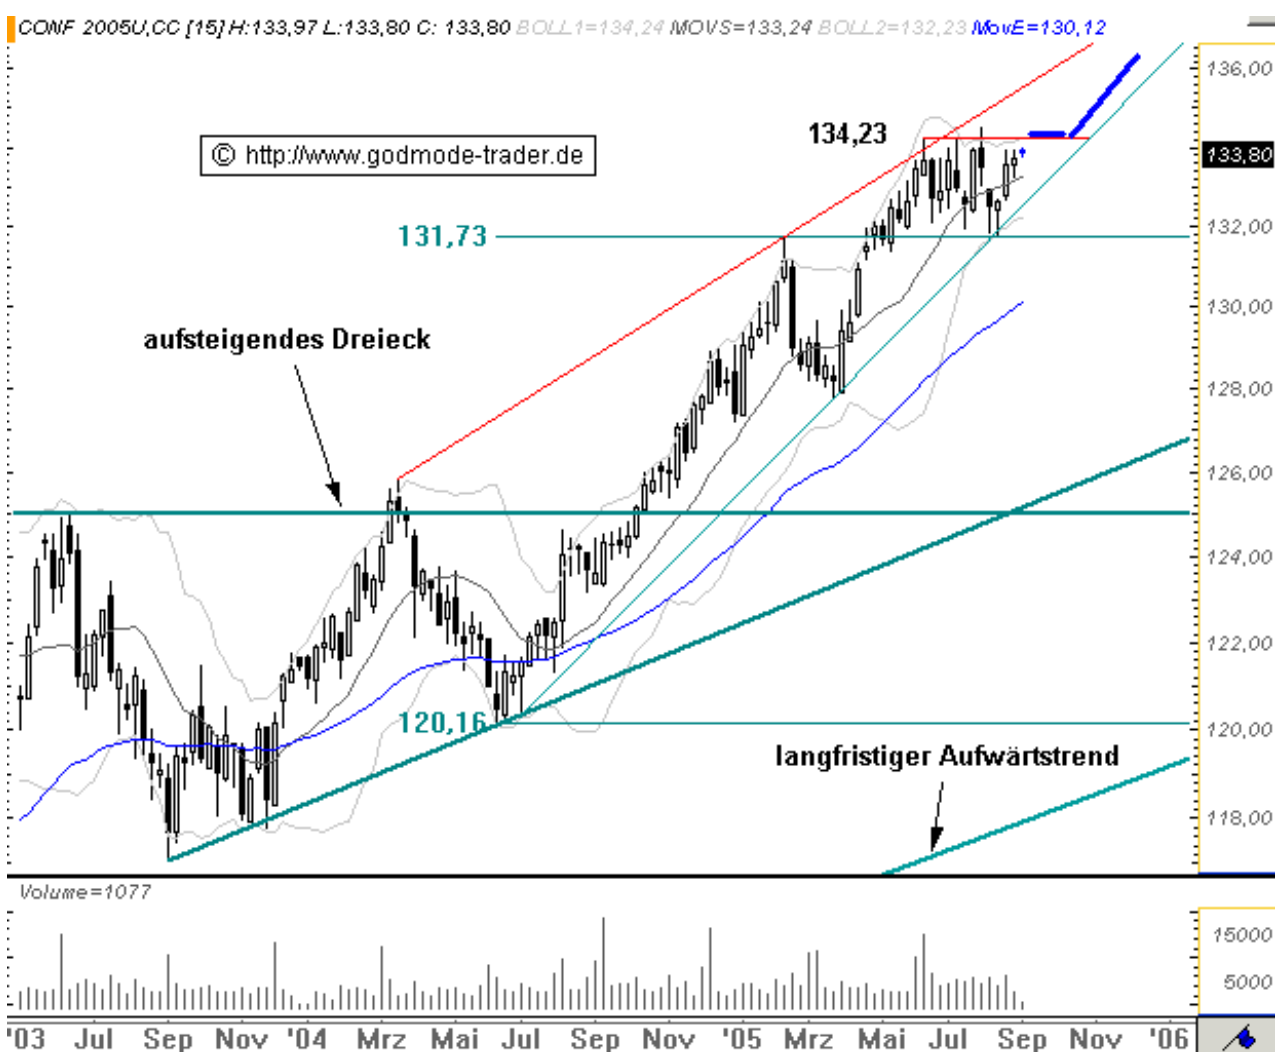 CONF 2005U,CC [15] H:133,97 L:133,80 C: 133,80 BOLL1=134,24 MOVS=133,24 BOLL2=132,23 MovE=130,12
136,00
134,23
© http://www.godmode-trader.de
133,80
131,73
132,00
130,00
aufsteigendes Dreieck
128,00
126,00
124,00
122,00
120,16
120,00
langfristiger Aufwärtstrend
118,00
Volume=1077
15000
5000
'03 Jul Sep Nov '04 Mrz Mai Jul Sep Nov '05 Mrz Mai Jul Sep Nov '06